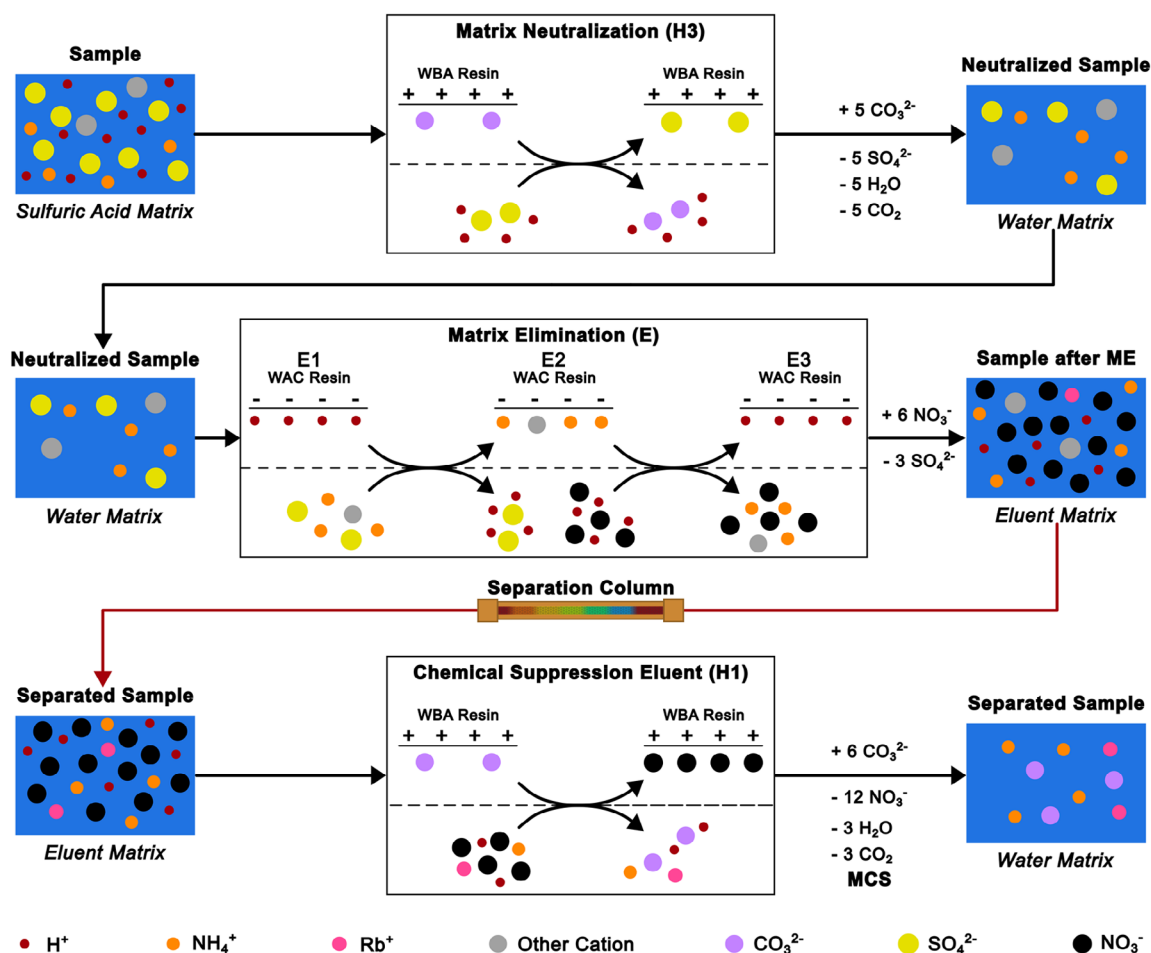 Sample
Sulfuric Acid Matrix
Matrix Neutralization (H3)
WBA Resin
+ + + +
WBA Resin
+ + + +
+ 5 CO₃²⁻
- 5 SO₄²⁻
- 5 H₂O
- 5 CO₂
Neutralized Sample
Water Matrix
Neutralized Sample
Water Matrix
Matrix Elimination (E)
E1
WAC Resin
- - - -
E2
WAC Resin
- - - -
E3
WAC Resin
- - - -
+ 6 NO₃⁻
- 3 SO₄²⁻
Sample after ME
Eluent Matrix
Separation Column
Separated Sample
Eluent Matrix
Chemical Suppression Eluent (H1)
WBA Resin
+ + + +
WBA Resin
+ + + +
+ 6 CO₃²⁻
- 12 NO₃⁻
- 3 H₂O
- 3 CO₂
MCS
Separated Sample
Water Matrix
H⁺
NH₄⁺
Rb⁺
Other Cation
CO₃²⁻
SO₄²⁻
NO₃⁻